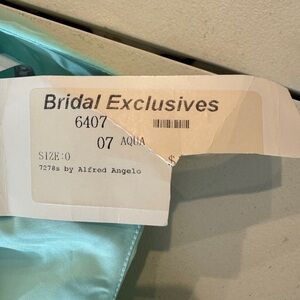 Bridal Exclusives
6407
07 AQUA
SIZE:0 $
7278s by Alfred Angelo